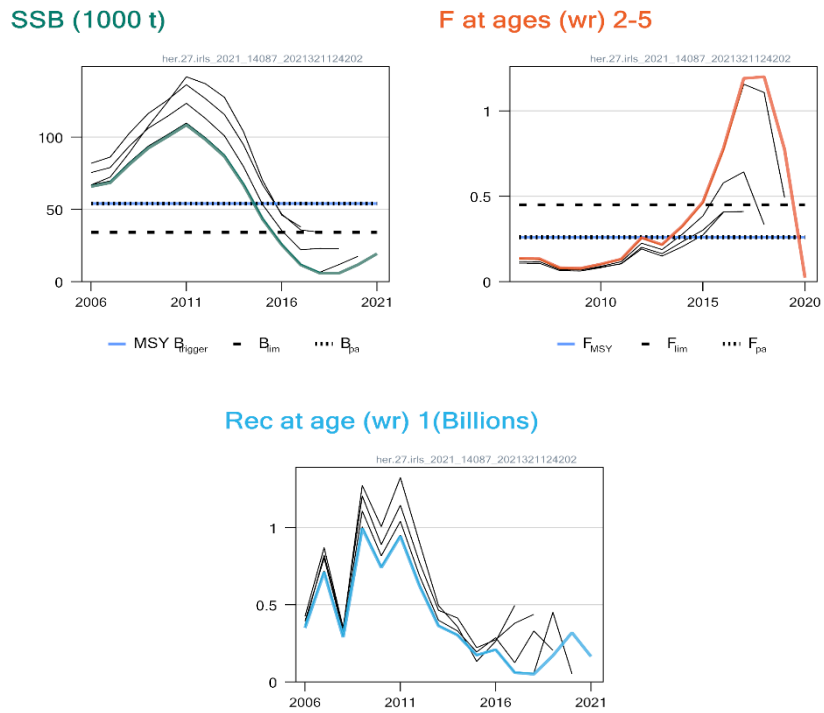 SSB (1000 t)
F at ages (wr) 2-5
her.27.irls_2021_14087_2021321124202
her.27.irls_2021_14087_2021321124202
100
50
0
2006
2011
2016
2021
1
0.5
0
2010
2015
2020
MSY Btrigger
Blim
Bpa
FMSY
Flim
Fpa
Rec at age (wr) 1(Billions)
her.27.irls_2021_14087_2021321124202
1
0.5
0
2006
2011
2016
2021